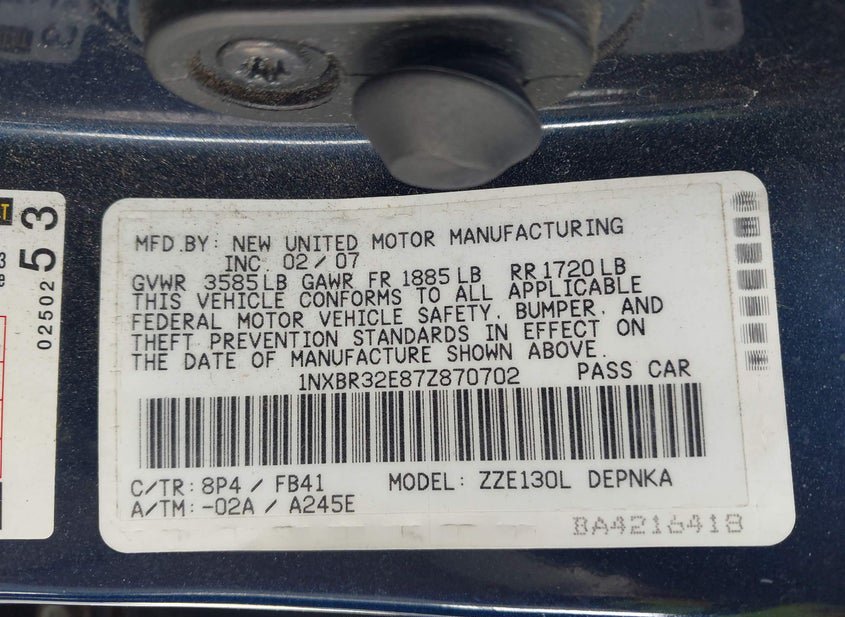 AA
53
02502
MFD.BY: NEW UNITED MOTOR MANUFACTURING
INC. 02/07
GVWR 3585LB GAWR FR 1885LB RR1720LB
THIS VEHICLE CONFORMS TO ALL APPLICABLE
FEDERAL MOTOR VEHICLE SAFETY, BUMPER, AND
THEFT PREVENTION STANDARDS IN EFFECT ON
THE DATE OF MANUFACTURE SHOWN ABOVE.
1NXBR32E87Z870702 PASS CAR
C/TR: 8P4 / FB41 MODEL: ZZE130L DEPNKA
A/TM: -02A / A245E
BA4216418